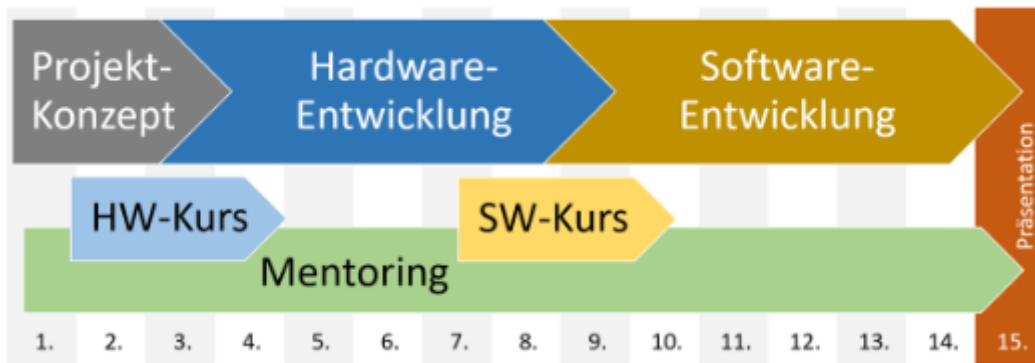 Projekt-
Konzept
Hardware-
Entwicklung
Software-
Entwicklung
Präsentation
HW-Kurs
SW-Kurs
Mentoring
1. 2. 3. 4. 5. 6. 7. 8. 9. 10. 11. 12. 13. 14. 15.